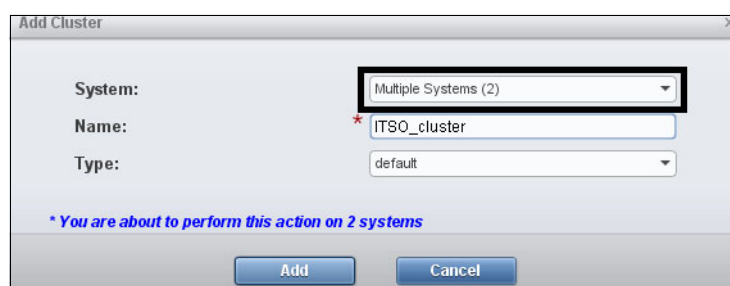 Add Cluster
System:
Multiple Systems (2)
Name:
* ITSO_cluster
Type:
default
* You are about to perform this action on 2 systems
Add
Cancel